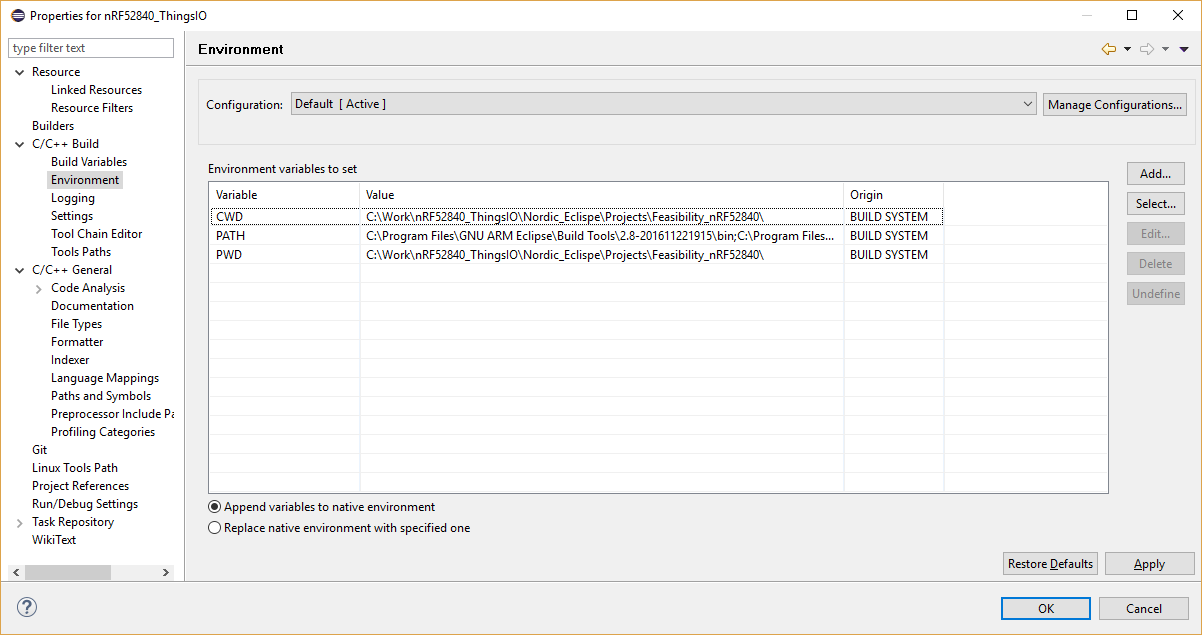 Properties for nRF52840_ThingsIO
type filter text
Resource
Linked Resources
Resource Filters
Builders
C/C++ Build
Build Variables
Environment
Logging
Settings
Tool Chain Editor
Tools Paths
C/C++ General
Code Analysis
Documentation
File Types
Formatter
Indexer
Language Mappings
Paths and Symbols
Preprocessor Include Pa
Profiling Categories
Git
Linux Tools Path
Project References
Run/Debug Settings
Task Repository
WikiText
Environment
Configuration: Default [ Active ] Manage Configurations...
Environment variables to set
Variable Value Origin
CWD C:\Work\nRF52840_ThingsIO\Nordic_Eclispe\Projects\Feasibility_nRF52840\ BUILD SYSTEM
PATH C:\Program Files\GNU ARM Eclipse\Build Tools\2.8-201611221915\bin;C:\Program Files... BUILD SYSTEM
PWD C:\Work\nRF52840_ThingsIO\Nordic_Eclispe\Projects\Feasibility_nRF52840\ BUILD SYSTEM
Add...
Select...
Edit...
Delete
Undefine
Append variables to native environment
Replace native environment with specified one
Restore Defaults Apply
? OK Cancel